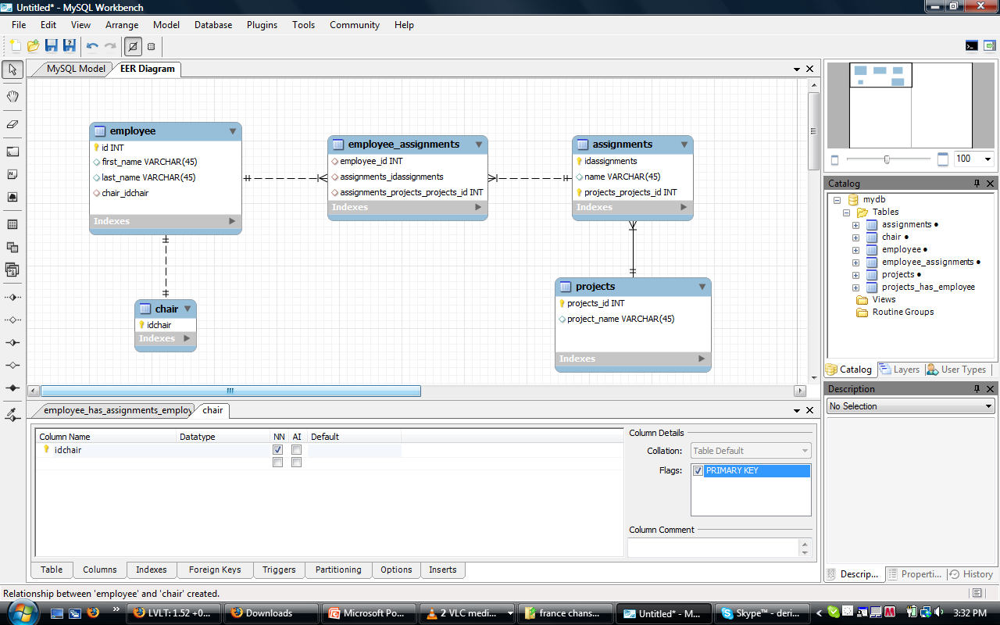 Untitled* - MySQL Workbench
File Edit View Arrange Model Database Plugins Tools Community Help
MySQL Model EER Diagram
employee
id INT
first_name VARCHAR(45)
last_name VARCHAR(45)
chair_idchair
Indexes
employee_assignments
employee_id INT
assignments_idassignments
assignments_projects_projects_id INT
Indexes
assignments
idassignments
name VARCHAR(45)
projects_projects_id INT
Indexes
chair
idchair
Indexes
projects
projects_id INT
project_name VARCHAR(45)
Indexes
100
Catalog
mydb
Tables
assignments •
chair •
employee •
employee_assignments •
projects •
projects_has_employee
Views
Routine Groups
Catalog Layers User Types
Description
No Selection
Descrip... Properti... History
employee_has_assignments_employ chair
Column Name Datatype NN AI Default
idchair
Column Details
Collation: Table Default
Flags: PRIMARY KEY
Column Comment
Table Columns Indexes Foreign Keys Triggers Partitioning Options Inserts
Relationship between 'employee' and 'chair' created.
» LVLT: 1.52 +0... Downloads Microsoft Po... 2 VLC medi... france chans... Untitled* - M... Skype™ - deri... 3:32 PM